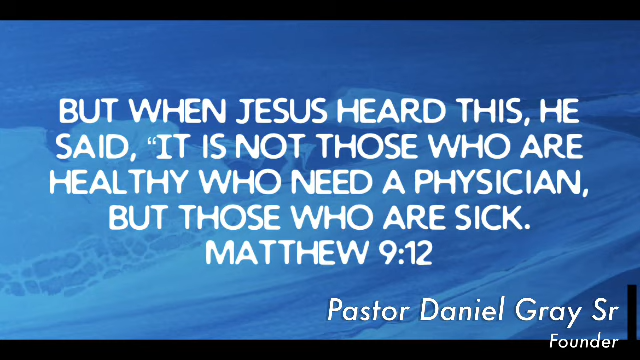 BUT WHEN JESUS HEARD THIS, HE
SAID, “IT IS NOT THOSE WHO ARE
HEALTHY WHO NEED A PHYSICIAN,
BUT THOSE WHO ARE SICK.
MATTHEW 9:12
Pastor Daniel Gray Sr
Founder